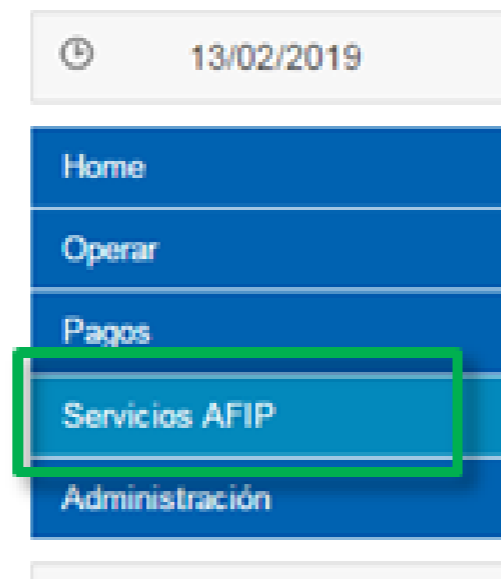 13/02/2019
Home
Operar
Pagos
Servicios AFIP
Administración